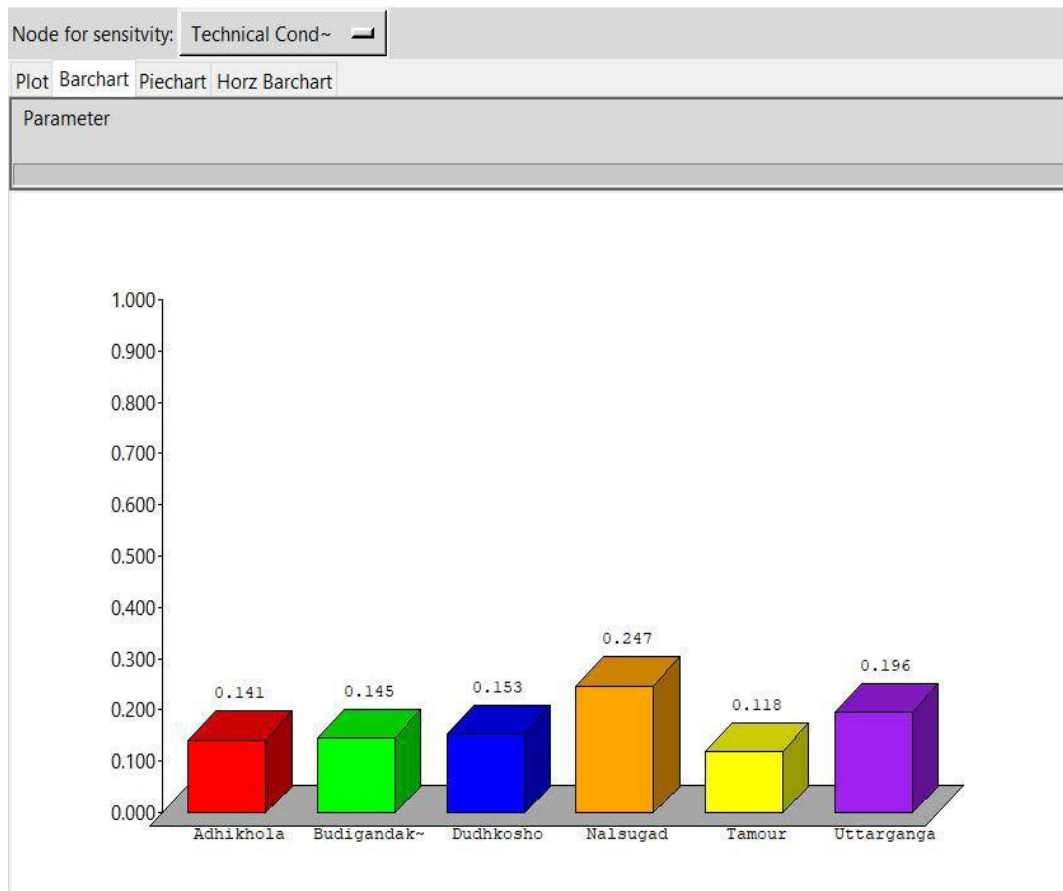 Node for sensitvity: Technical Cond~
Plot Barchart Piechart Horz Barchart
Parameter
1.000
0.900
0.800
0.700
0.600
0.500
0.400
0.300
0.200
0.100
0.000
0.141 0.145 0.153 0.247 0.118 0.196
Adhikhola Budigandak~ Dudhkosho Nalsugad Tamour Uttarganga